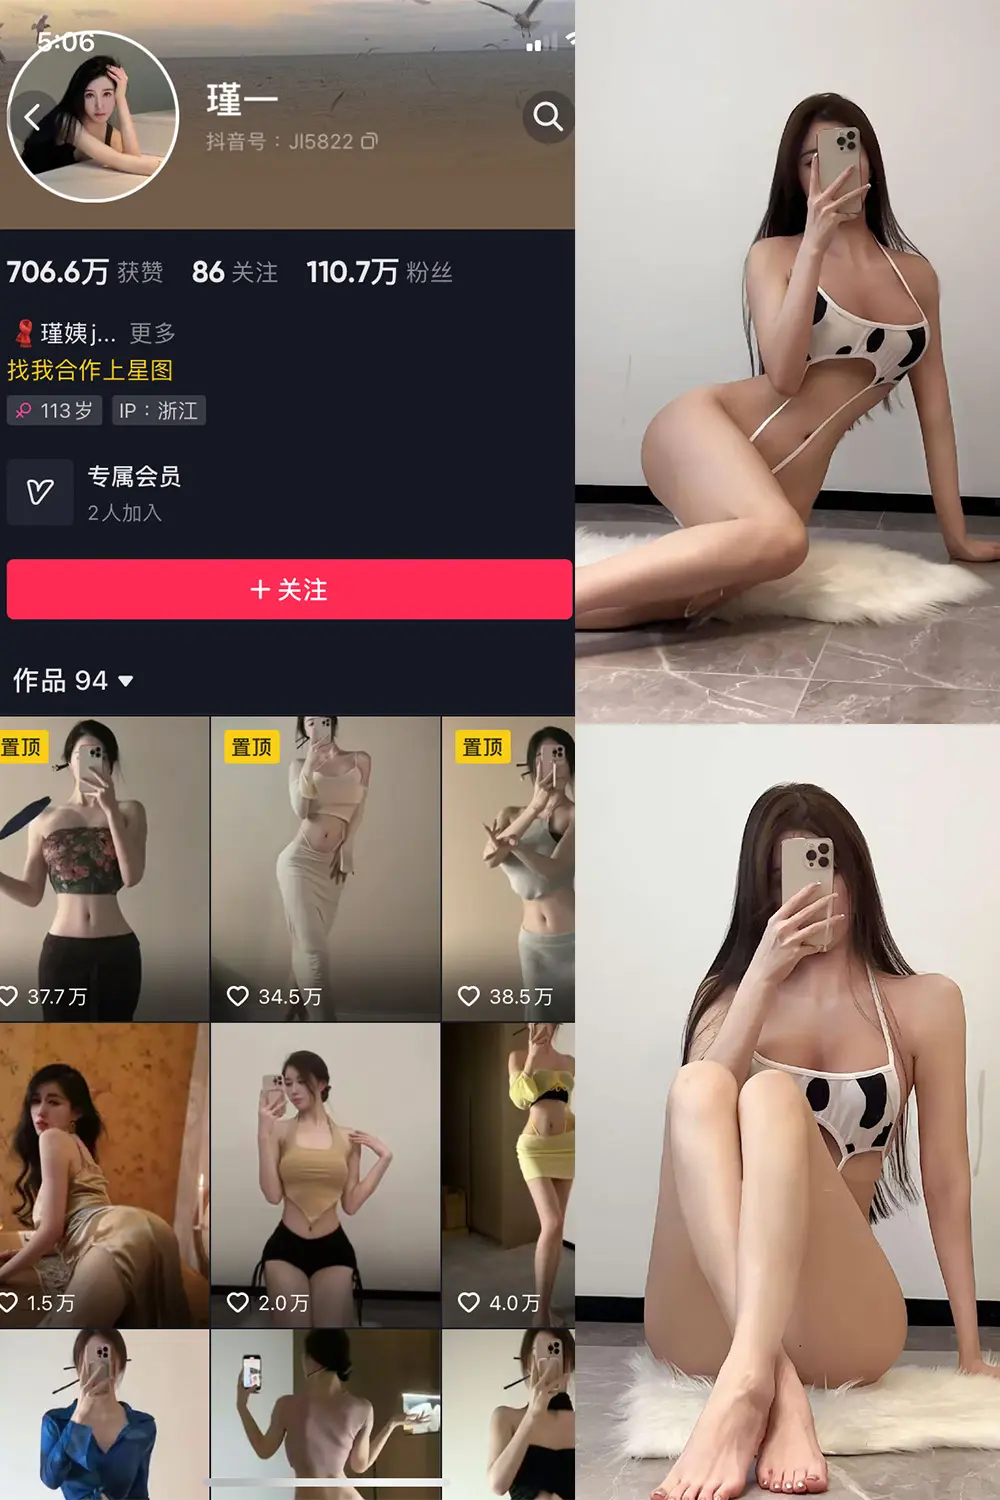 5:06
瑾一
抖音号：JI5822
706.6万 获赞 86 关注 110.7万 粉丝
瑾姨j... 更多
找我合作上星图
113岁 IP：浙江
专属会员
2人加入
+ 关注
作品 94
置顶 置顶 置顶
37.7万 34.5万 38.5万
1.5万 2.0万 4.0万